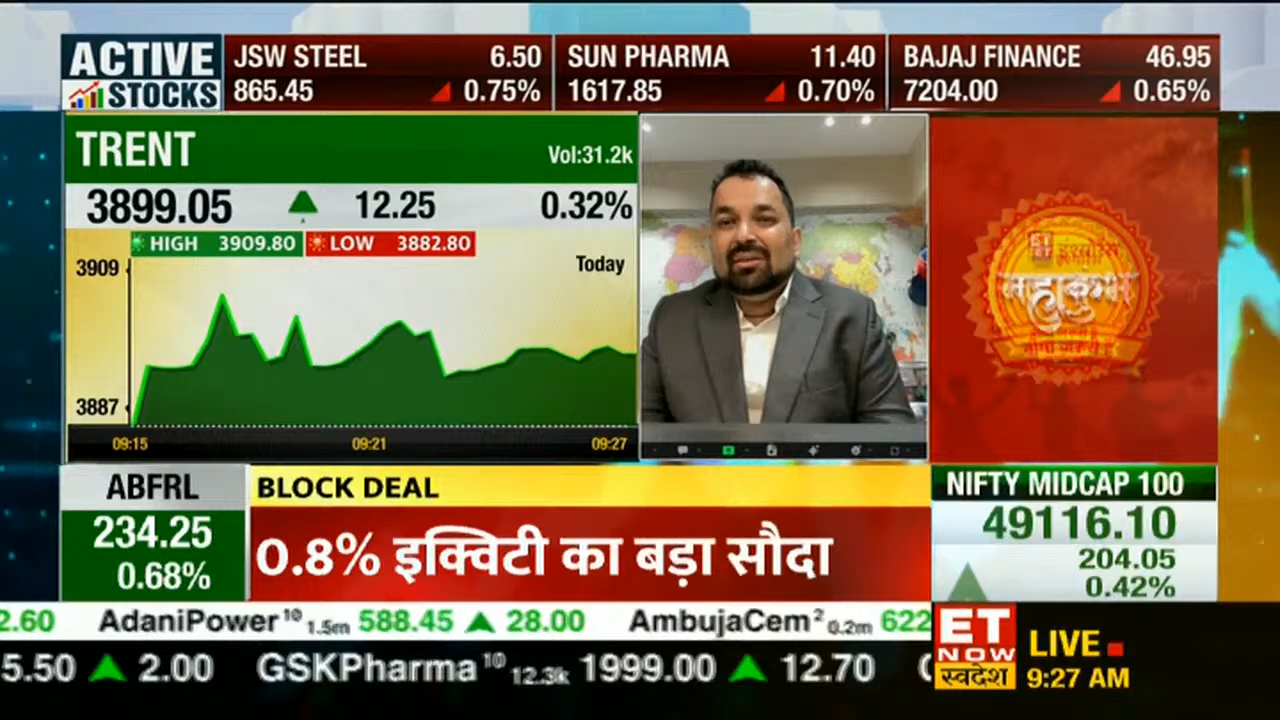 ACTIVE
STOCKS
JSW STEEL 6.50
865.45 0.75%
SUN PHARMA 11.40
1617.85 0.70%
BAJAJ FINANCE 46.95
7204.00 0.65%
TRENT
Vol:31.2k
3899.05 12.25 0.32%
HIGH 3909.80 LOW 3882.80
Today
3909
3887
09:15 09:21 09:27
ET
महाकुंभ
ABFRL
234.25
0.68%
BLOCK DEAL
0.8% इक्विटी का बड़ा सौदा
NIFTY MIDCAP 100
49116.10
204.05
0.42%
2.60 AdaniPower 10 1.5m 588.45 28.00 AmbujaCem 2 0.2m 622
5.50 2.00 GSKPharma 10 12.3k 1999.00 12.70
ET
NOW
स्वदेश
LIVE
9:27 AM